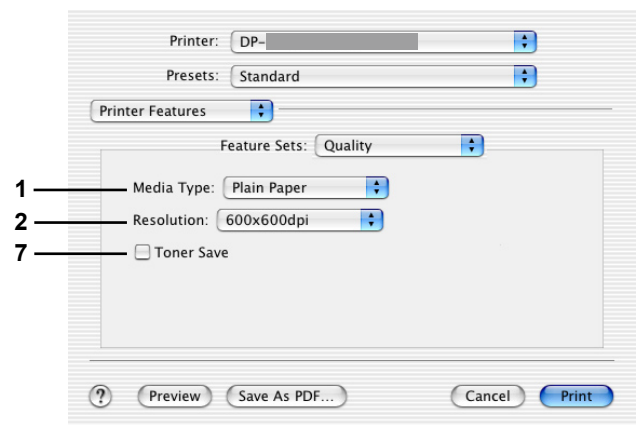 Printer: DP-
Presets: Standard
Printer Features
Feature Sets: Quality
1 Media Type: Plain Paper
2 Resolution: 600x600dpi
7 Toner Save
? Preview Save As PDF... Cancel Print